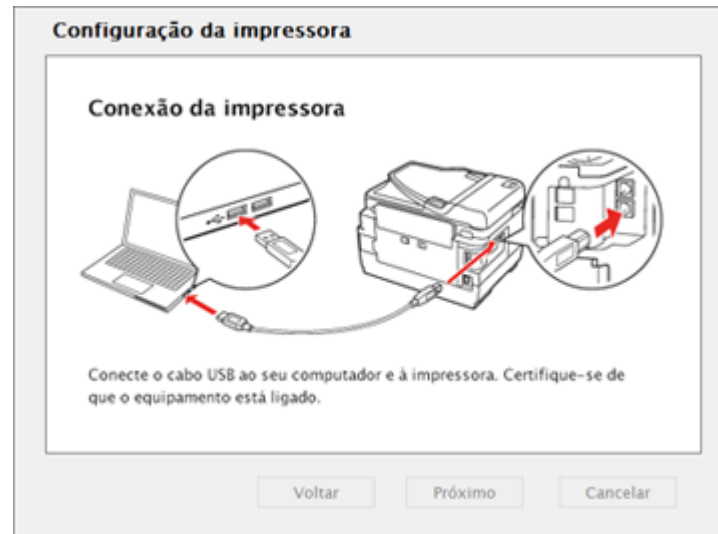 Configuração da impressora
Conexão da impressora
Conecte o cabo USB ao seu computador e à impressora. Certifique-se de
que o equipamento está ligado.
Voltar
Próximo
Cancelar